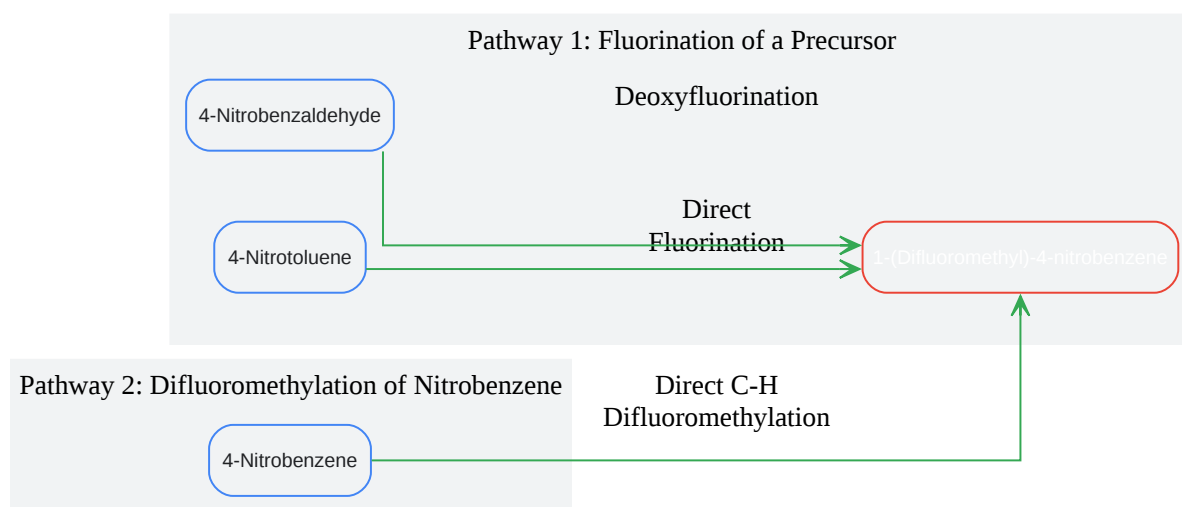 Pathway 1: Fluorination of a Precursor
Deoxyfluorination
4-Nitrobenzaldehyde
Direct
Fluorination
4-Nitrotoluene
1-(Difluoromethyl)-4-nitrobenzene
Pathway 2: Difluoromethylation of Nitrobenzene
Direct C-H
Difluoromethylation
4-Nitrobenzene